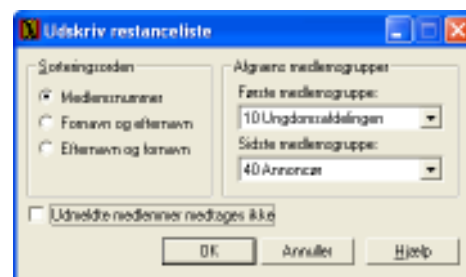 Udskriv restanceliste
Sorteringsorden
Medlemsnummer
Fornavn og efternavn
Efternavn og fornavn
Afgræns medlemsgrupper
Første medlemsgruppe:
10 Ungdomsafdelingen
Sidste medlemsgruppe:
40 Annoncør
Udmeldte medlemmer medtages ikke
OK
Annuller
Hjælp